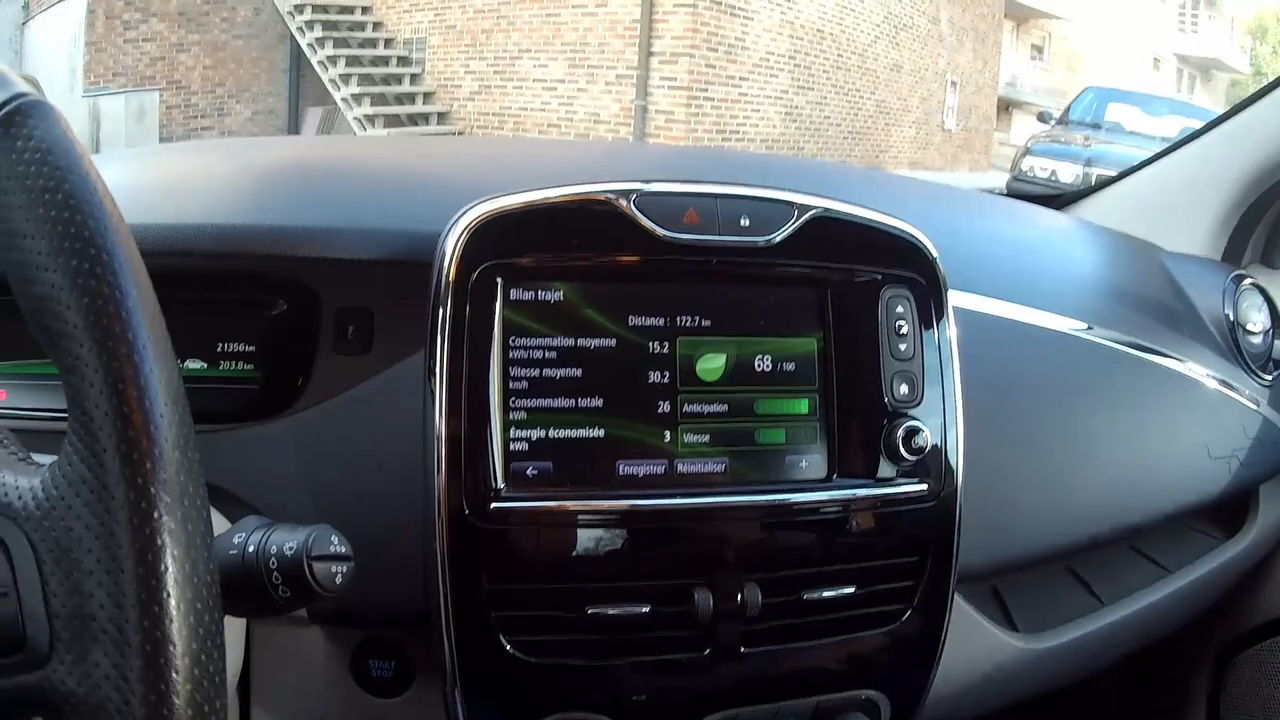 Bilan trajet
Distance : 172.7 km
Consommation moyenne 15.2
kWh/100 km
68 / 100
Vitesse moyenne 30.2
km/h
Consommation totale 26
kWh
Anticipation
Énergie économisée 3
kWh
Vitesse
Enregistrer Réinitialiser
21356 km
203.8 km
START
STOP